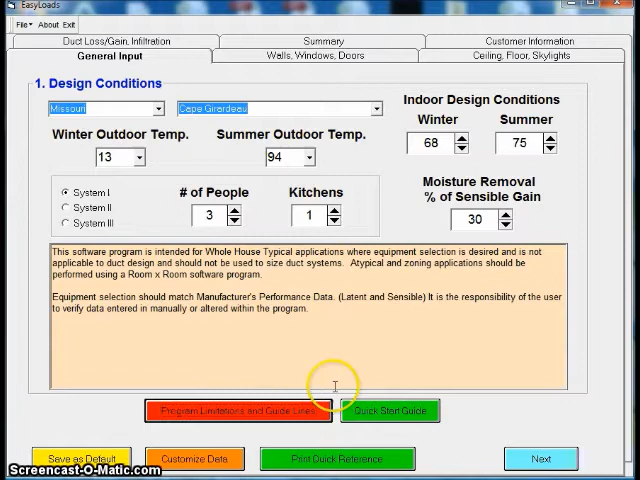 EasyLoads
File About Exit
Duct Loss/Gain, Infiltration
Summary
Customer Information
General Input
Walls, Windows, Doors
Ceiling, Floor, Skylights
1. Design Conditions
Missouri
Cape Girardeau
Indoor Design Conditions
Winter Summer
68 75
Winter Outdoor Temp.
Summer Outdoor Temp.
13
94
System I
System II
System III
# of People
3
Kitchens
1
Moisture Removal
% of Sensible Gain
30
This software program is intended for Whole House Typical applications where equipment selection is desired and is not
applicable to duct design and should not be used to size duct systems. Atypical and zoning applications should be
performed using a Room x Room software program.
Equipment selection should match Manufacturer's Performance Data. (Latent and Sensible) It is the responsibility of the user
to verify data entered in manually or altered within the program.
Program Limitations and Guide Lines
Quick Start Guide
Save as Default
Customize Data
Print Quick Reference
Next
Screencast-O-Matic.com